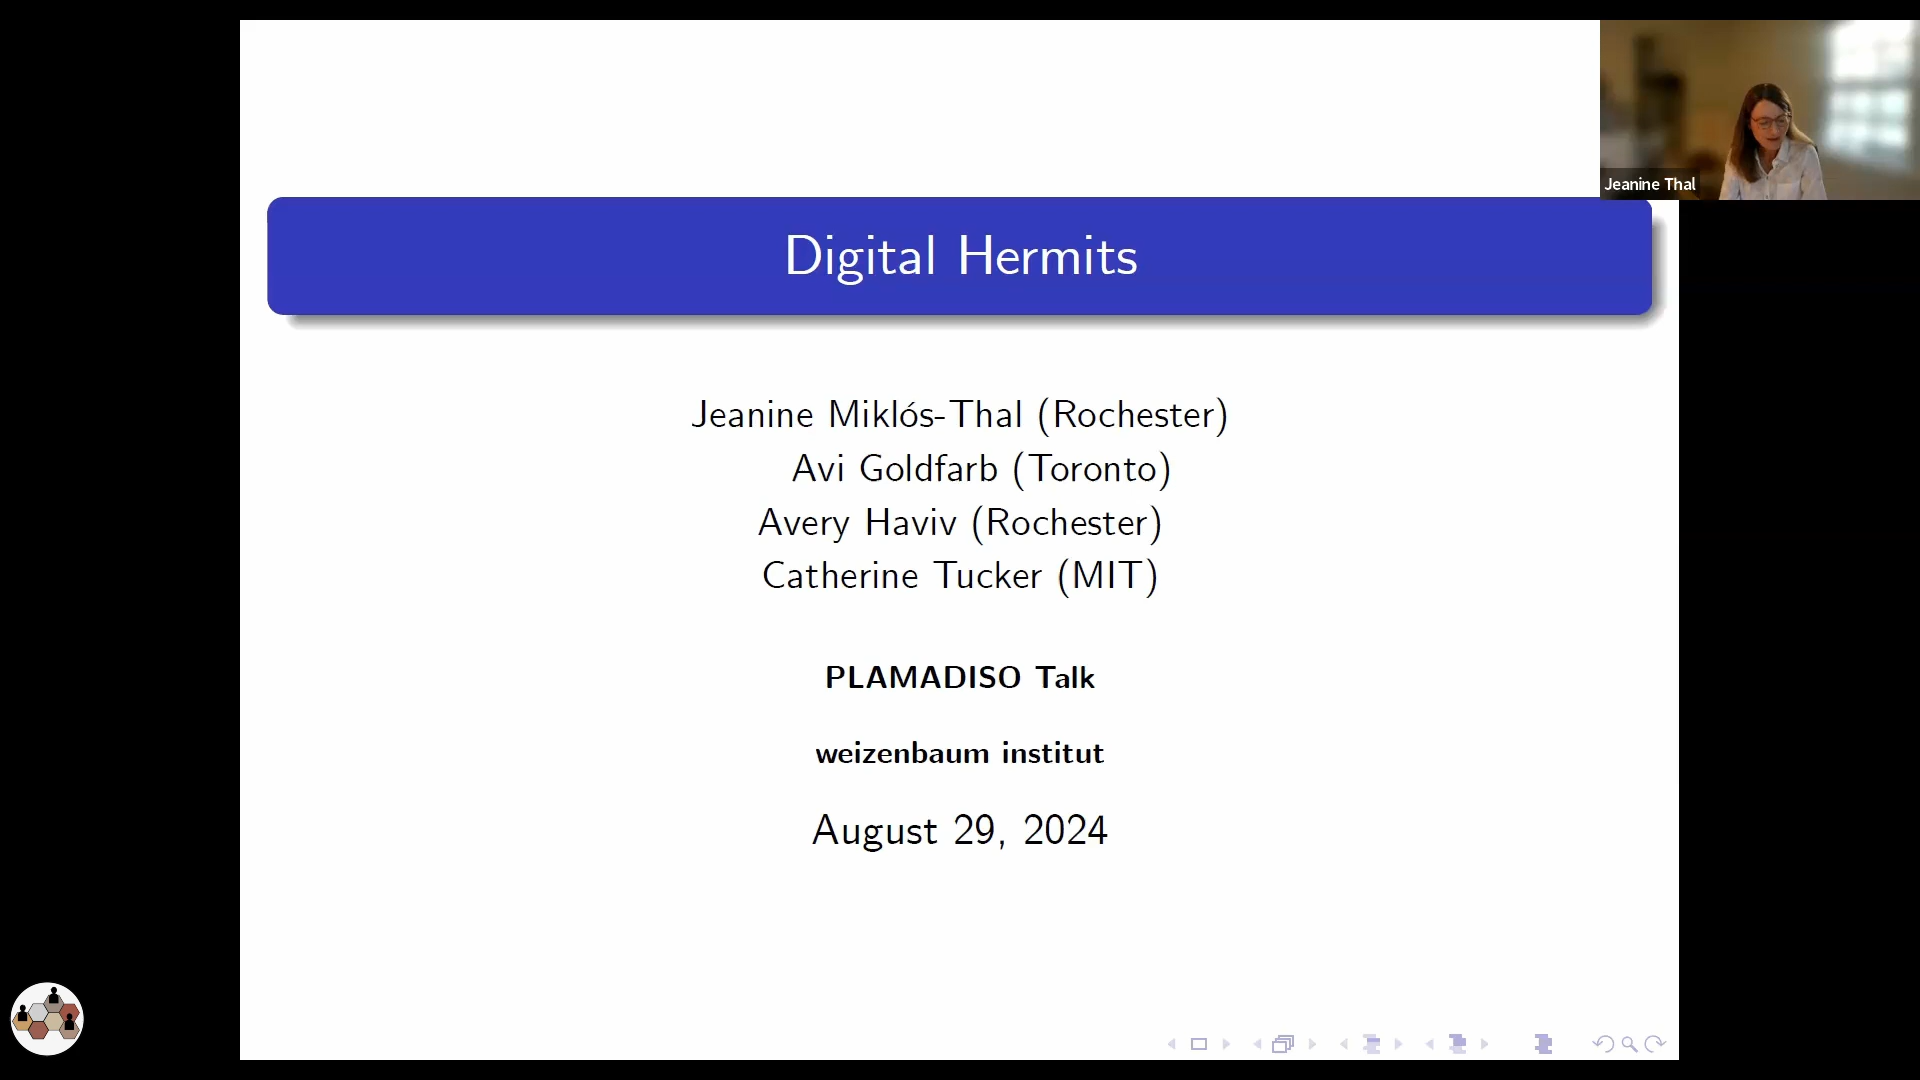 Jeanine Thal
Digital Hermits
Jeanine Miklós-Thal (Rochester)
Avi Goldfarb (Toronto)
Avery Haviv (Rochester)
Catherine Tucker (MIT)
PLAMADISO Talk
weizenbaum institut
August 29, 2024